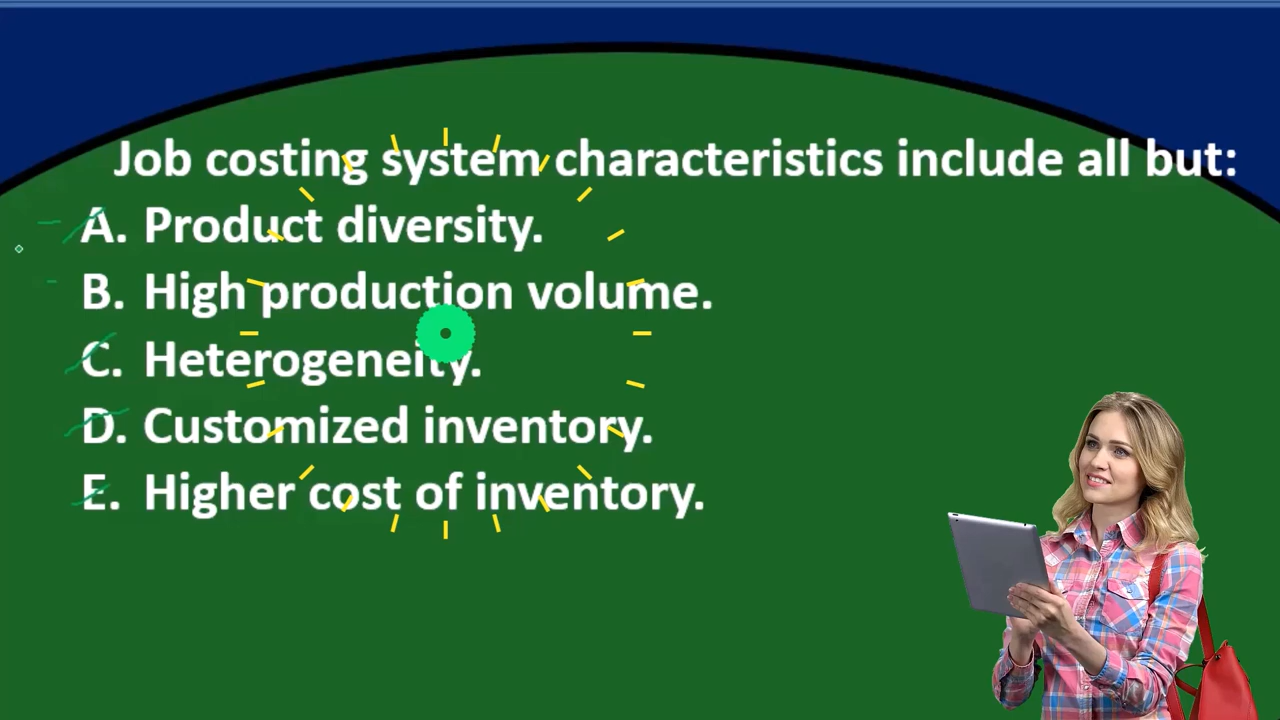 Job costing system characteristics include all but:
A. Product diversity.
B. High production volume.
C. Heterogeneity.
D. Customized inventory.
E. Higher cost of inventory.